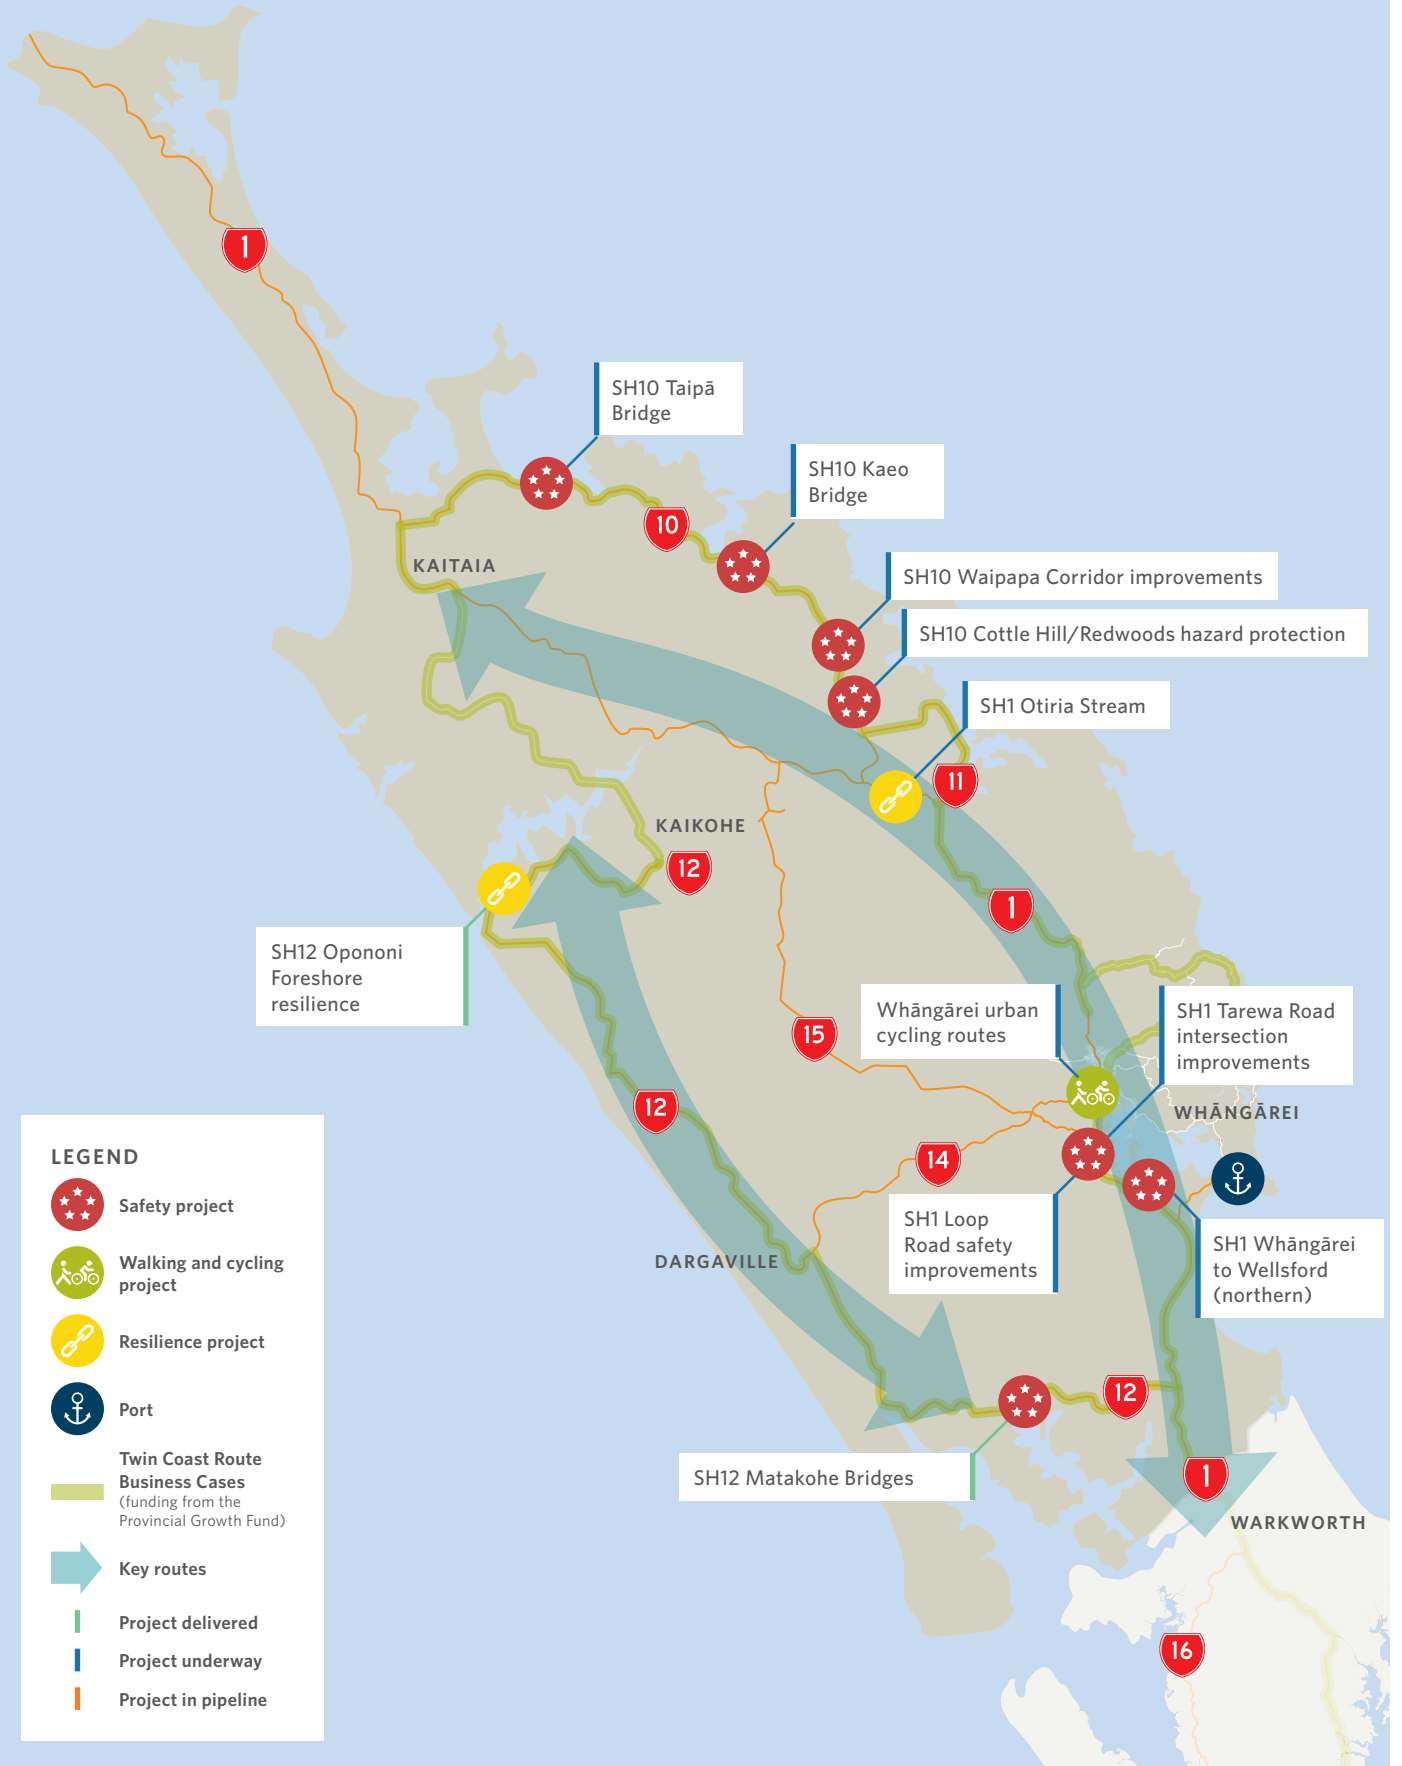 1
SH10 Taipā
Bridge
SH10 Kaeo
Bridge
10
KAITAIA
SH10 Waipapa Corridor improvements
SH10 Cottle Hill/Redwoods hazard protection
SH1 Otiria Stream
11
KAIKOHE
12
1
SH12 Opononi
Foreshore
resilience
Whāngārei urban
cycling routes
SH1 Tarewa Road
intersection
improvements
15
12
WHĀNGĀREI
14
SH1 Loop
Road safety
improvements
SH1 Whāngārei
to Wellsford
(northern)
DARGAVILLE
12
SH12 Matakohe Bridges
1
WARKWORTH
16
LEGEND
Safety project
Walking and cycling
project
Resilience project
Port
Twin Coast Route
Business Cases
(funding from the
Provincial Growth Fund)
Key routes
Project delivered
Project underway
Project in pipeline